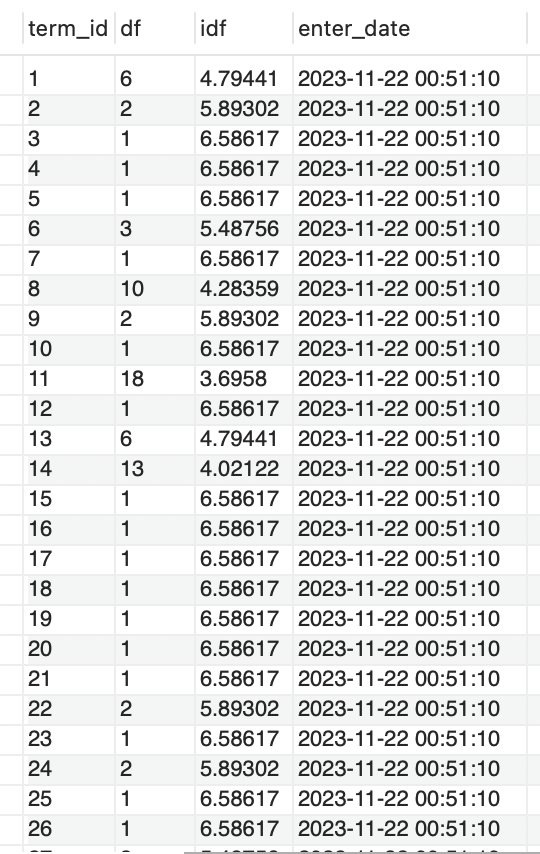 term_id df idf enter_date
1 6 4.79441 2023-11-22 00:51:10
2 2 5.89302 2023-11-22 00:51:10
3 1 6.58617 2023-11-22 00:51:10
4 1 6.58617 2023-11-22 00:51:10
5 1 6.58617 2023-11-22 00:51:10
6 3 5.48756 2023-11-22 00:51:10
7 1 6.58617 2023-11-22 00:51:10
8 10 4.28359 2023-11-22 00:51:10
9 2 5.89302 2023-11-22 00:51:10
10 1 6.58617 2023-11-22 00:51:10
11 18 3.6958 2023-11-22 00:51:10
12 1 6.58617 2023-11-22 00:51:10
13 6 4.79441 2023-11-22 00:51:10
14 13 4.02122 2023-11-22 00:51:10
15 1 6.58617 2023-11-22 00:51:10
16 1 6.58617 2023-11-22 00:51:10
17 1 6.58617 2023-11-22 00:51:10
18 1 6.58617 2023-11-22 00:51:10
19 1 6.58617 2023-11-22 00:51:10
20 1 6.58617 2023-11-22 00:51:10
21 1 6.58617 2023-11-22 00:51:10
22 2 5.89302 2023-11-22 00:51:10
23 1 6.58617 2023-11-22 00:51:10
24 2 5.89302 2023-11-22 00:51:10
25 1 6.58617 2023-11-22 00:51:10
26 1 6.58617 2023-11-22 00:51:10